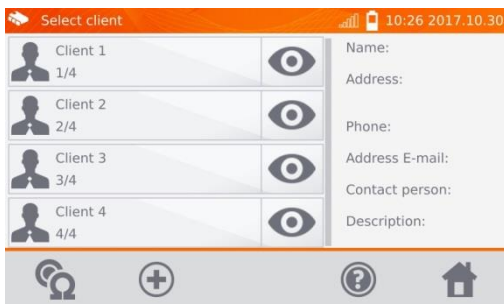 Select client
10:26 2017.10.30
Client 1
1/4
Client 2
2/4
Client 3
3/4
Client 4
4/4
Name:
Address:
Phone:
Address E-mail:
Contact person:
Description: